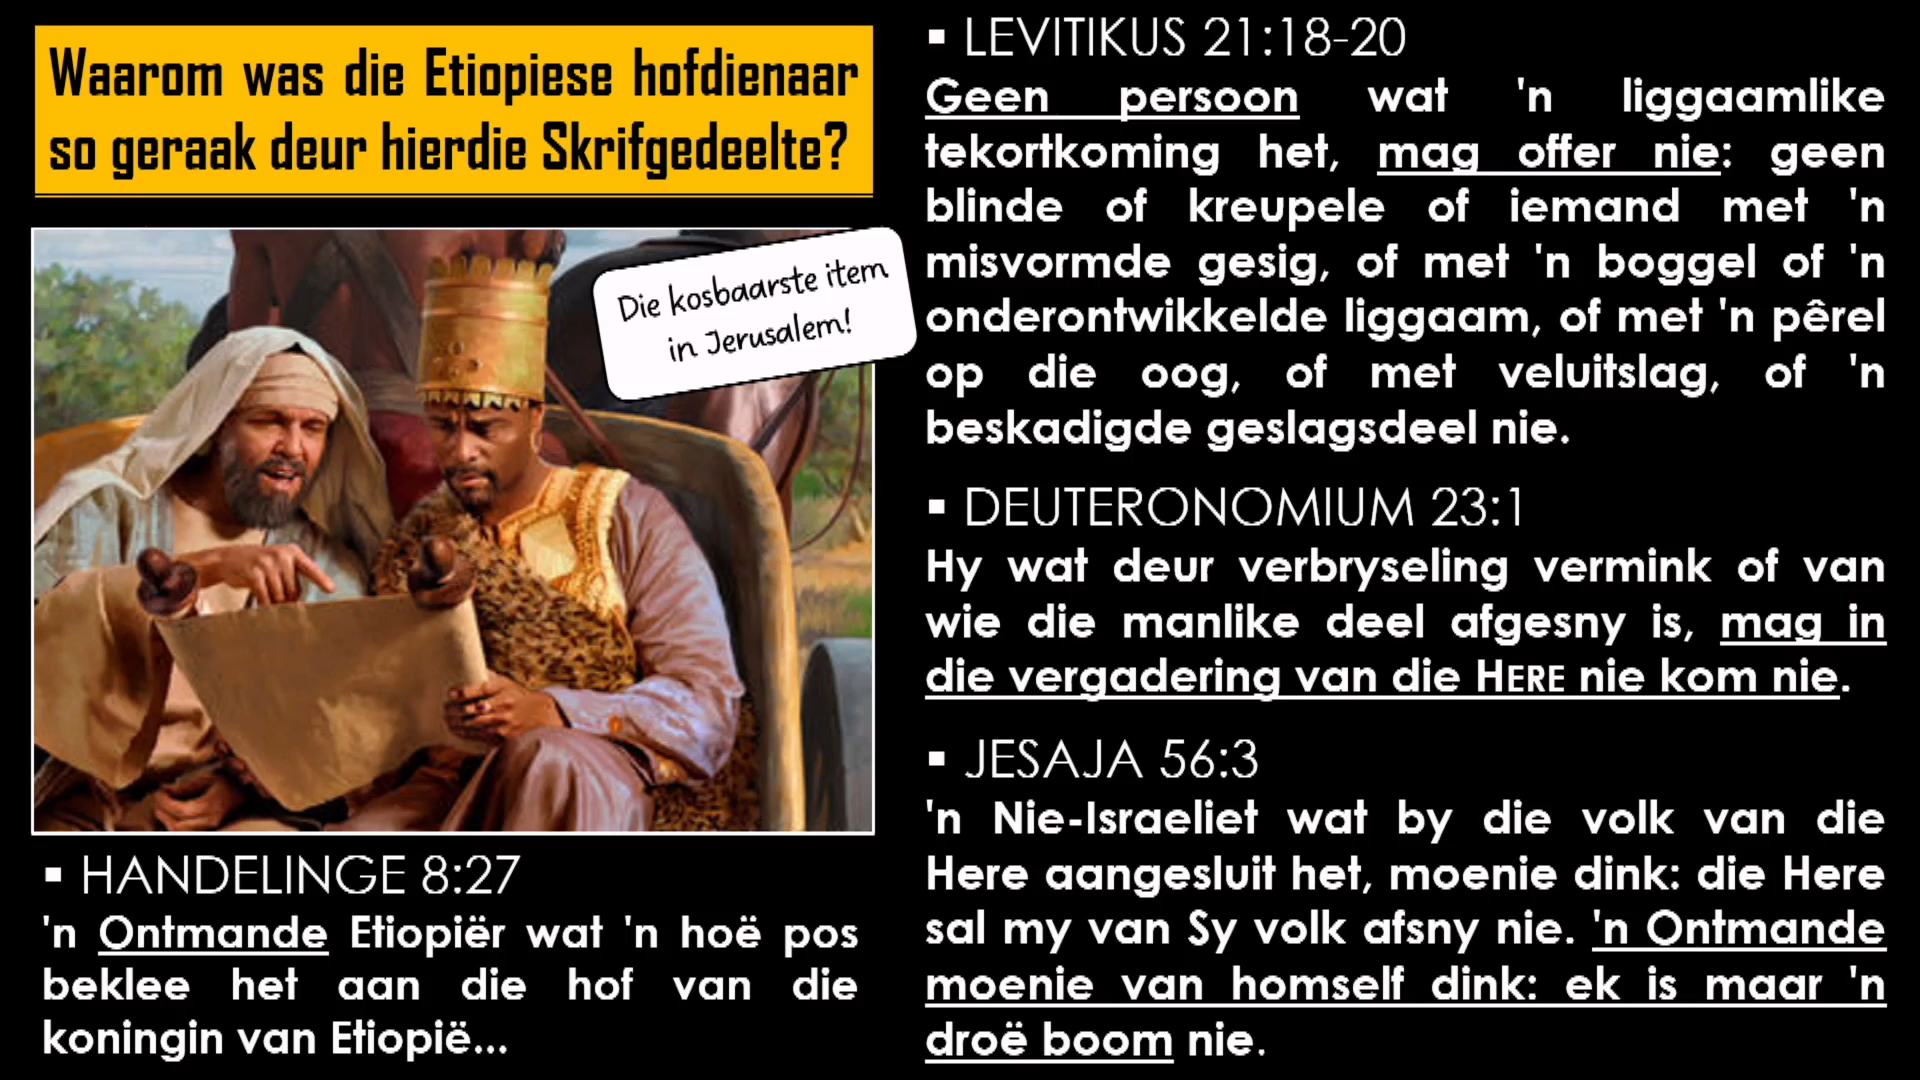 Waarom was die Etiopiese hofdienaar
so geraak deur hierdie Skrifgedeelte?
Die kosbaarste item
in Jerusalem!
▪ HANDELINGE 8:27
'n Ontmande Etiopiër wat 'n hoë pos
beklee het aan die hof van die
koningin van Etiopië...
▪ LEVITIKUS 21:18-20
Geen persoon wat 'n liggaamlike
tekortkoming het, mag offer nie: geen
blinde of kreupele of iemand met 'n
misvormde gesig, of met 'n boggel of 'n
onderontwikkelde liggaam, of met 'n pêrel
op die oog, of met veluitslag, of 'n
beskadigde geslagsdeel nie.
▪ DEUTERONOMIUM 23:1
Hy wat deur verbryseling vermink of van
wie die manlike deel afgesny is, mag in
die vergadering van die HERE nie kom nie.
▪ JESAJA 56:3
'n Nie-Israeliet wat by die volk van die
Here aangesluit het, moenie dink: die Here
sal my van Sy volk afsny nie. 'n Ontmande
moenie van homself dink: ek is maar 'n
droë boom nie.